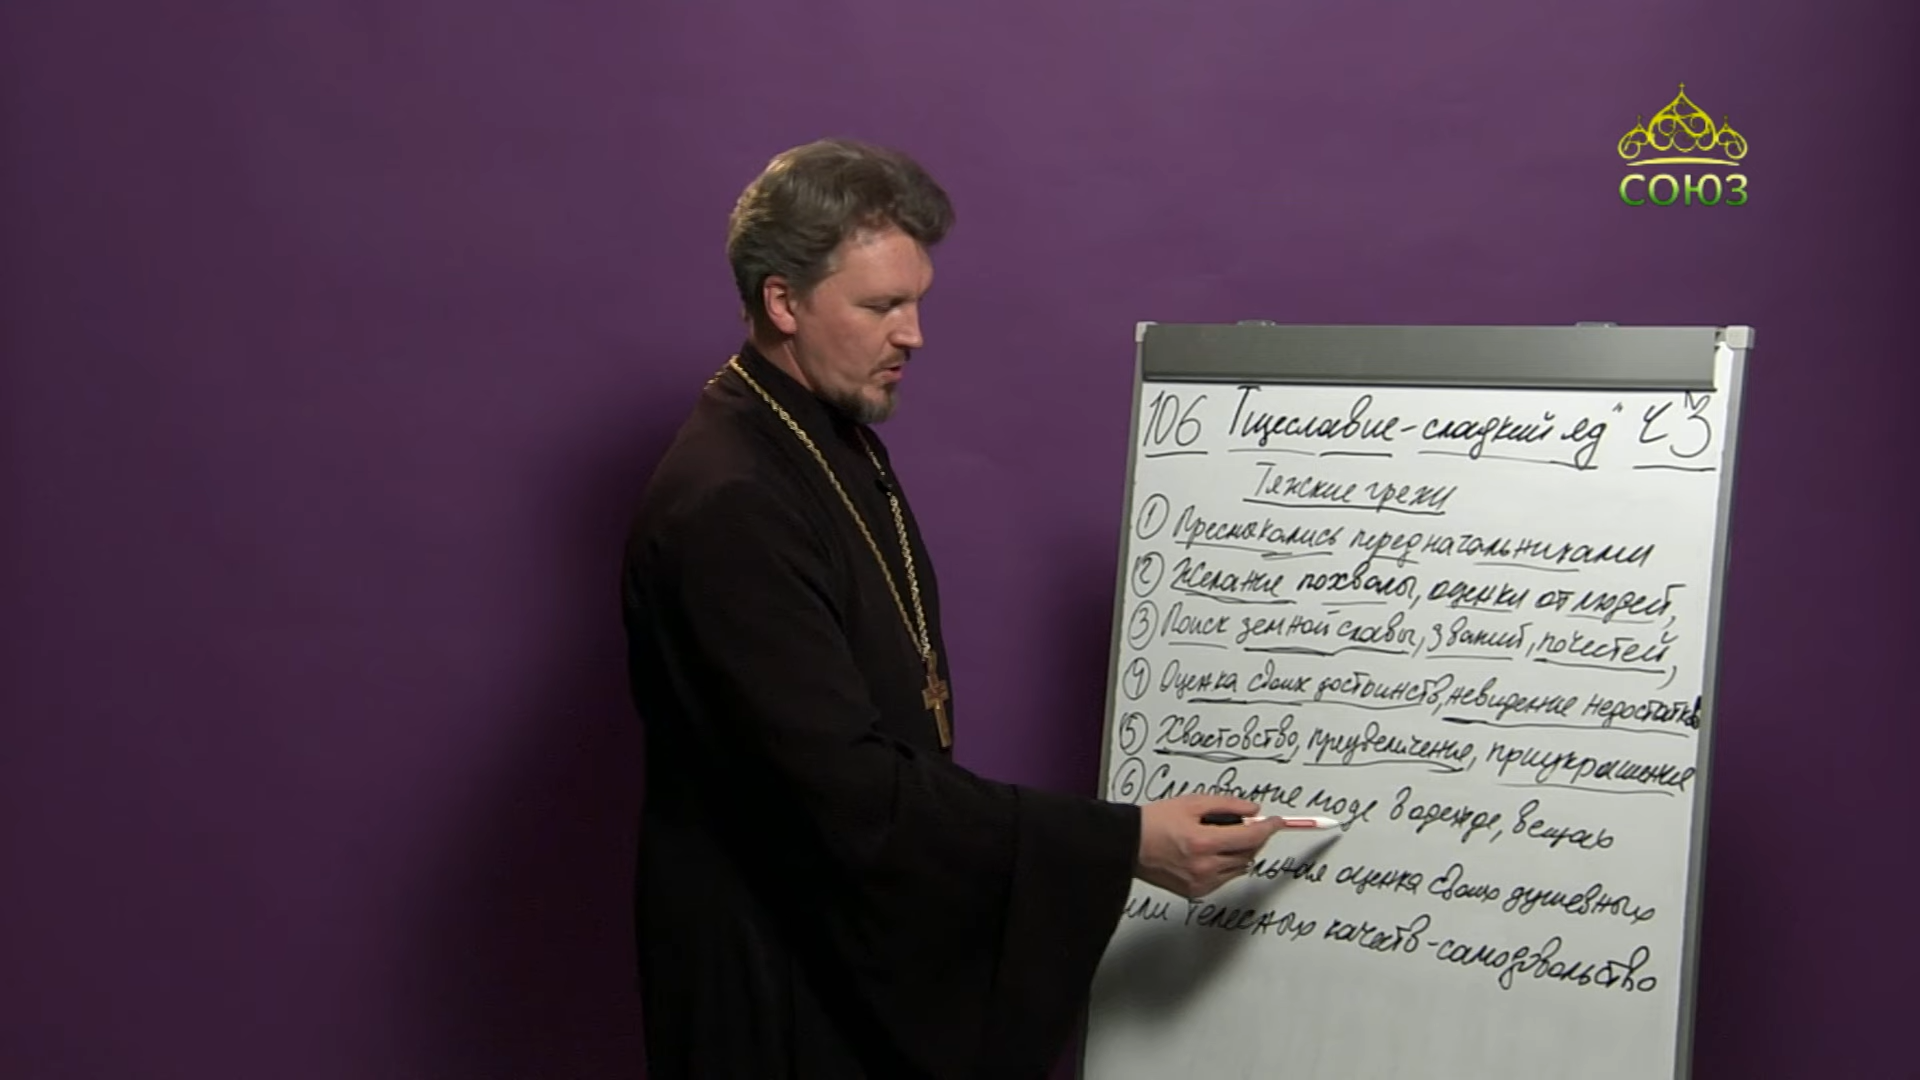 СОЮЗ
106 Тщеславие-сладкий яд" ч3
Тяжкие грехи
1 Пресмыкались перед начальниками
2 Желание похвалы, оценки от людей,
3 Поиск земной славы, званий, почестей,
4 Оценка своих достоинств, невидение недостатков
5 Хвастовство, преувеличение, приукрашение
6 Следование моде в одежде, вещах
оценка своих душевных
или телесных качеств-самодовольство